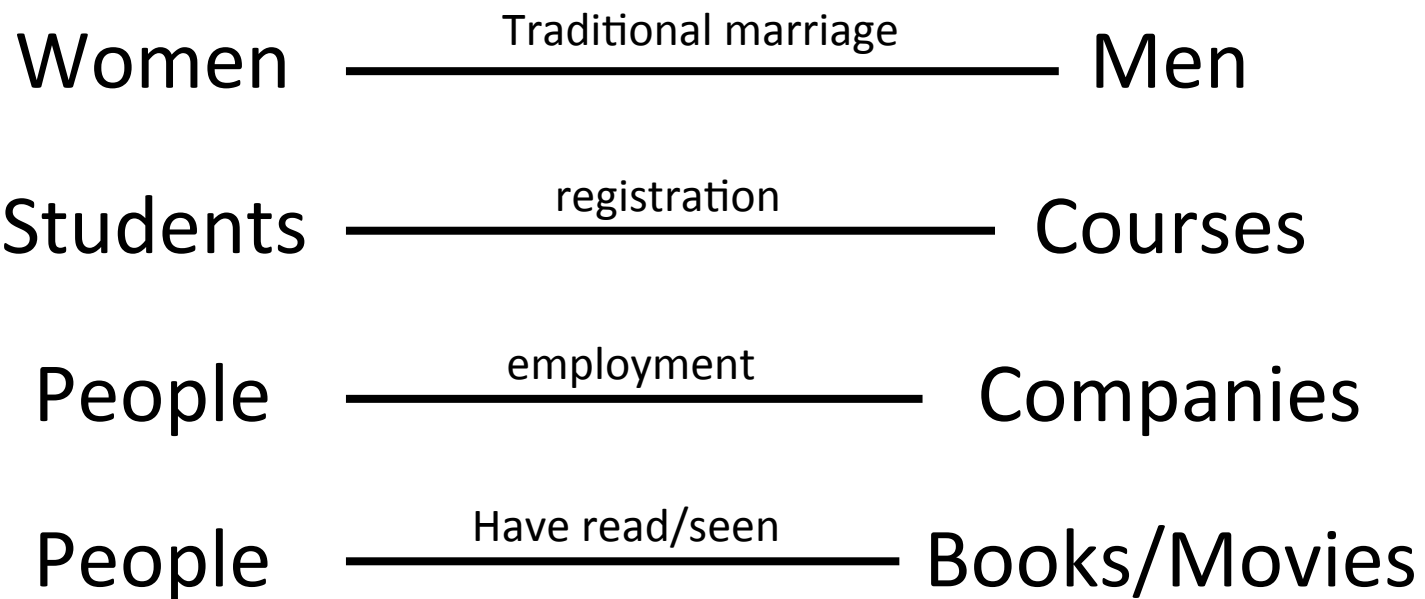 Women Traditional marriage Men
Students registration Courses
People employment Companies
People Have read/seen Books/Movies